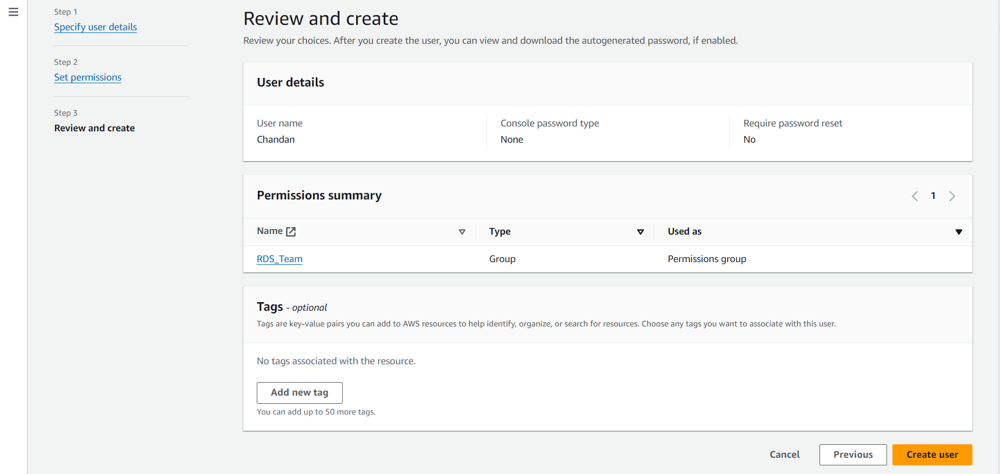 Step 1
Specify user details
Step 2
Set permissions
Step 3
Review and create
Review and create
Review your choices. After you create the user, you can view and download the autogenerated password, if enabled.
User details
User name
Chandan
Console password type
None
Require password reset
No
Permissions summary
1
Name Type Used as
RDS_Team Group Permissions group
Tags - optional
Tags are key-value pairs you can add to AWS resources to help identify, organize, or search for resources. Choose any tags you want to associate with this user.
No tags associated with the resource.
Add new tag
You can add up to 50 more tags.
Cancel Previous Create user